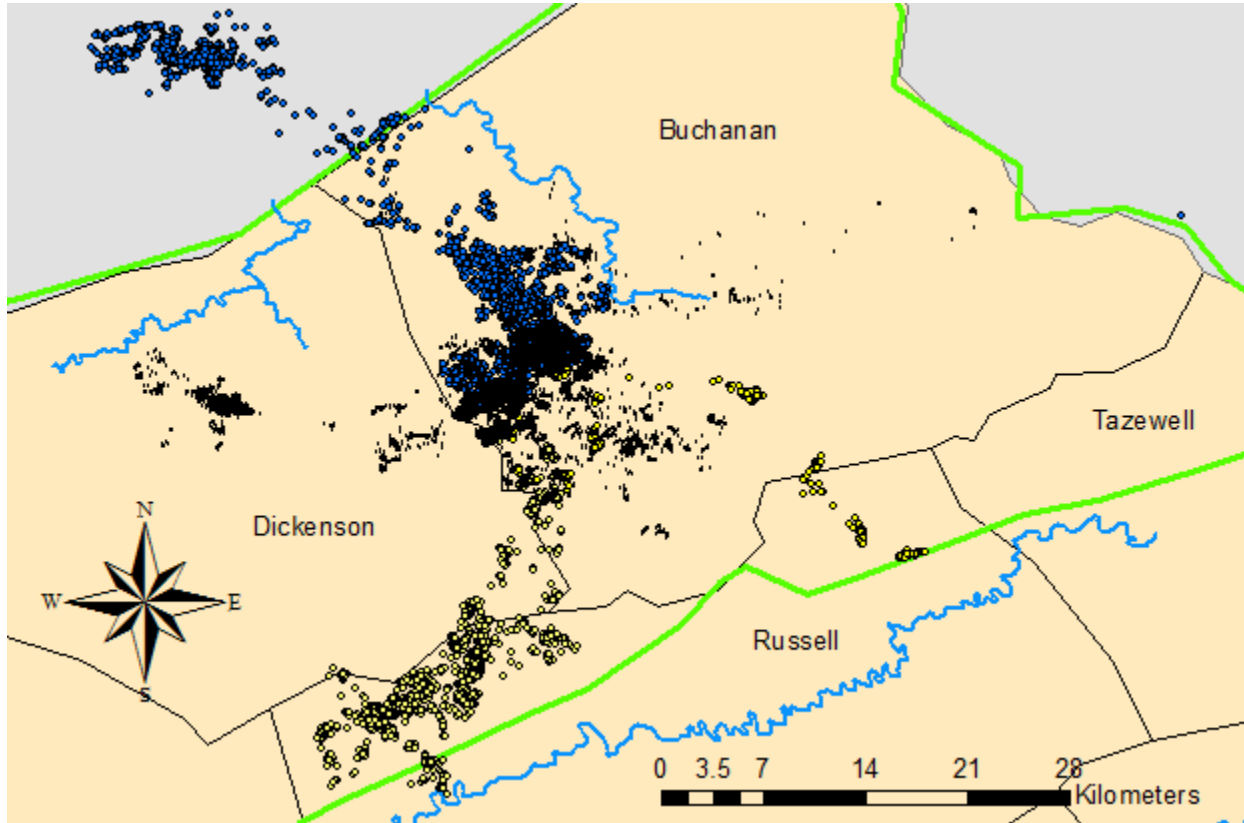 Buchanan
Tazewell
Dickenson
N
W E
S
Russell
0 3.5 7 14 21 28
Kilometers